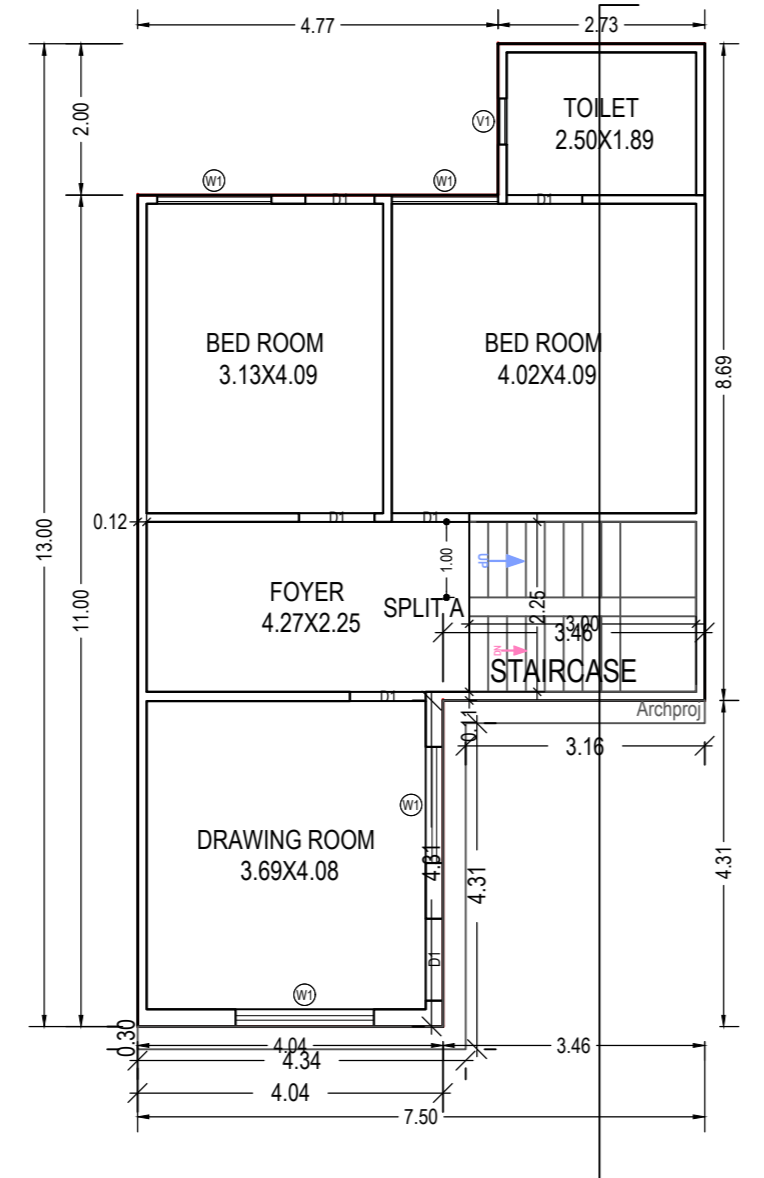 4.77
2.73
2.00
V1
TOILET
2.50X1.89
W1
W1
D1
D1
BED ROOM
3.13X4.09
BED ROOM
4.02X4.09
8.69
13.00
11.00
0.12
D1
D1
1.00
UP
FOYER
4.27X2.25
SPLIT A
2.25
3.00
3.46
DN
STAIRCASE
D1
0.11
Archproj
3.16
W1
DRAWING ROOM
3.69X4.08
4.31
4.31
4.31
D1
W1
0.30
4.04
3.46
4.34
4.04
7.50